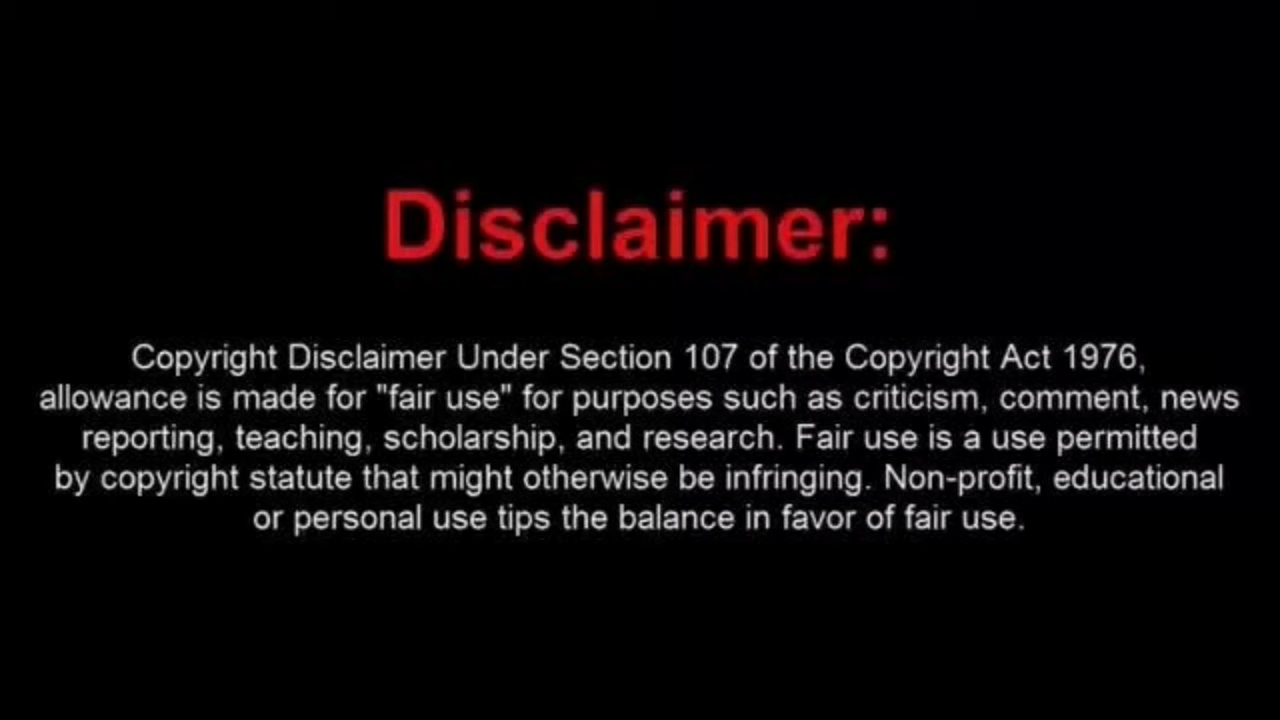 Disclaimer:
Copyright Disclaimer Under Section 107 of the Copyright Act 1976,
allowance is made for "fair use" for purposes such as criticism, comment, news
reporting, teaching, scholarship, and research. Fair use is a use permitted
by copyright statute that might otherwise be infringing. Non-profit, educational
or personal use tips the balance in favor of fair use.